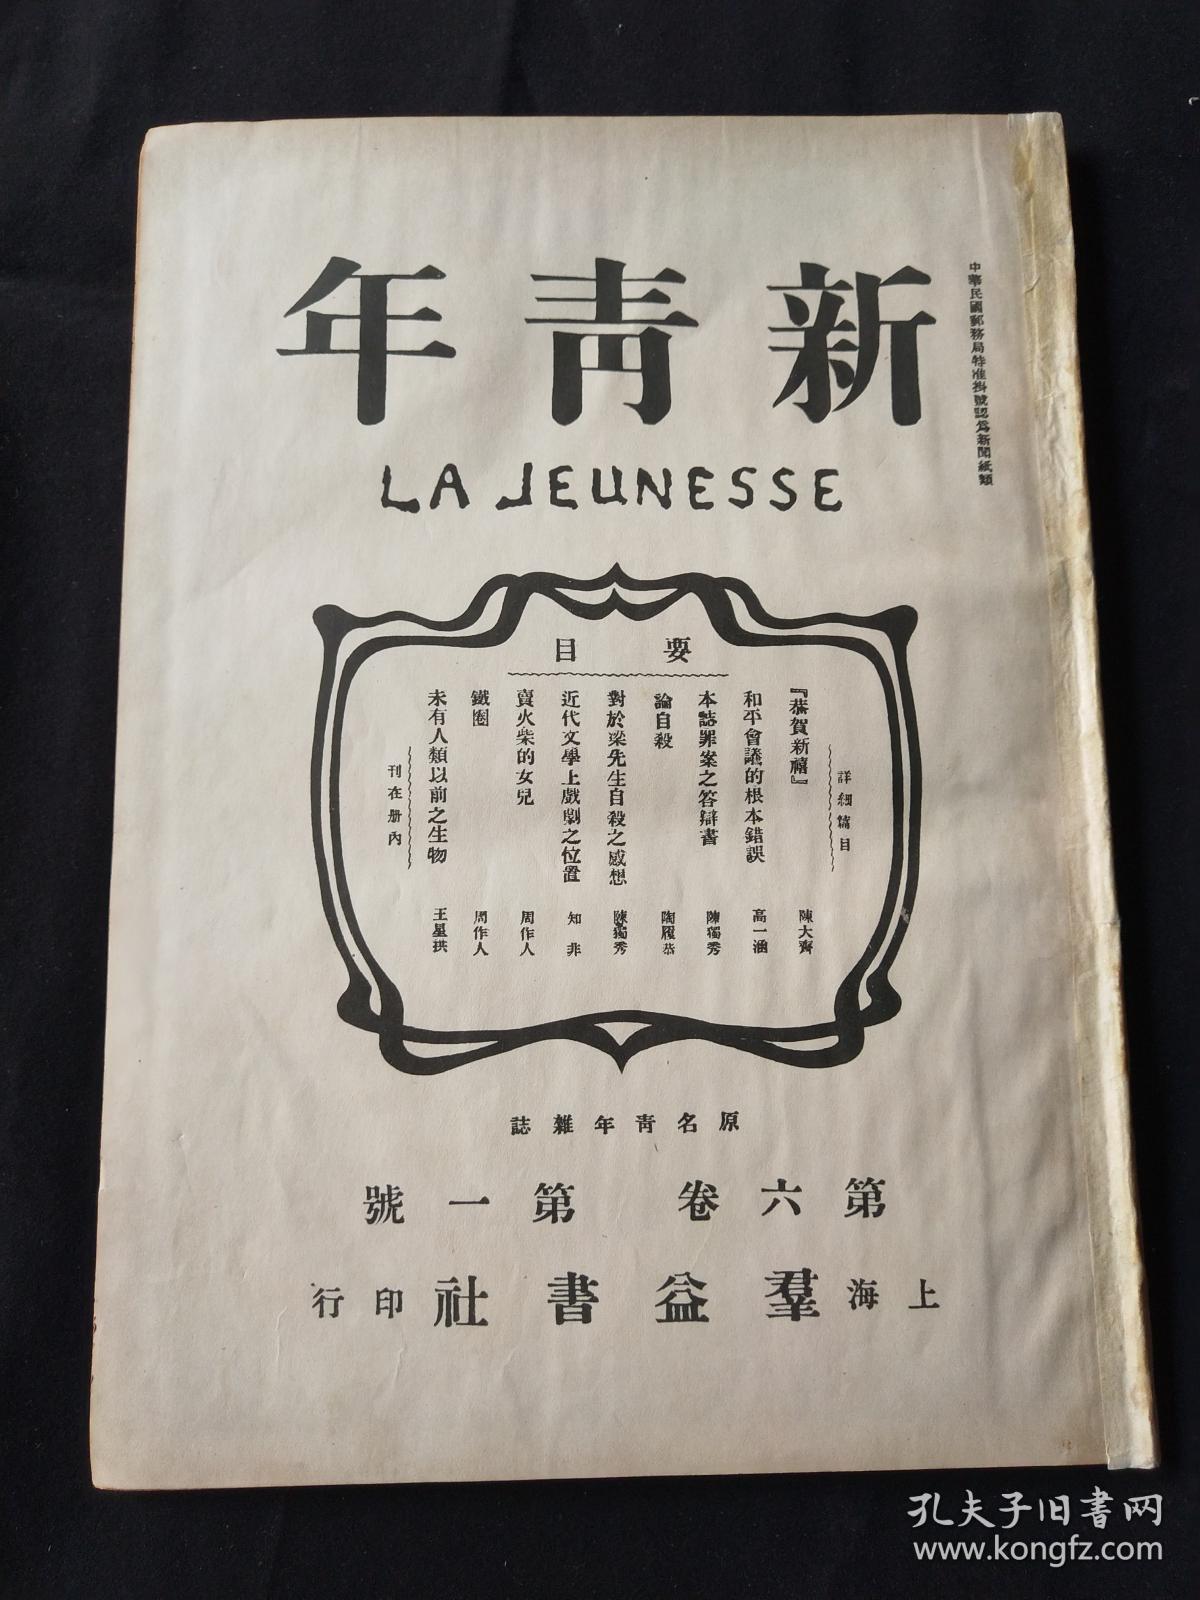 新青年
LA JEUNESSE
中華民國郵務局特准掛號認爲新聞紙類
要目
詳細篇目
『恭賀新禧』 陳大齊
和平會議的根本錯誤 高一涵
本誌罪案之答辯書 陳獨秀
論自殺 陶履恭
對於梁先生自殺之感想 陳獨秀
近代文學上戲劇之位置 知非
賣火柴的女兒 周作人
鐵圈 周作人
未有人類以前之生物 王星拱
刊在册內
原名青年雜誌
第六卷 第一號
上海羣益書社印行
孔夫子旧书网
www.kongfz.com